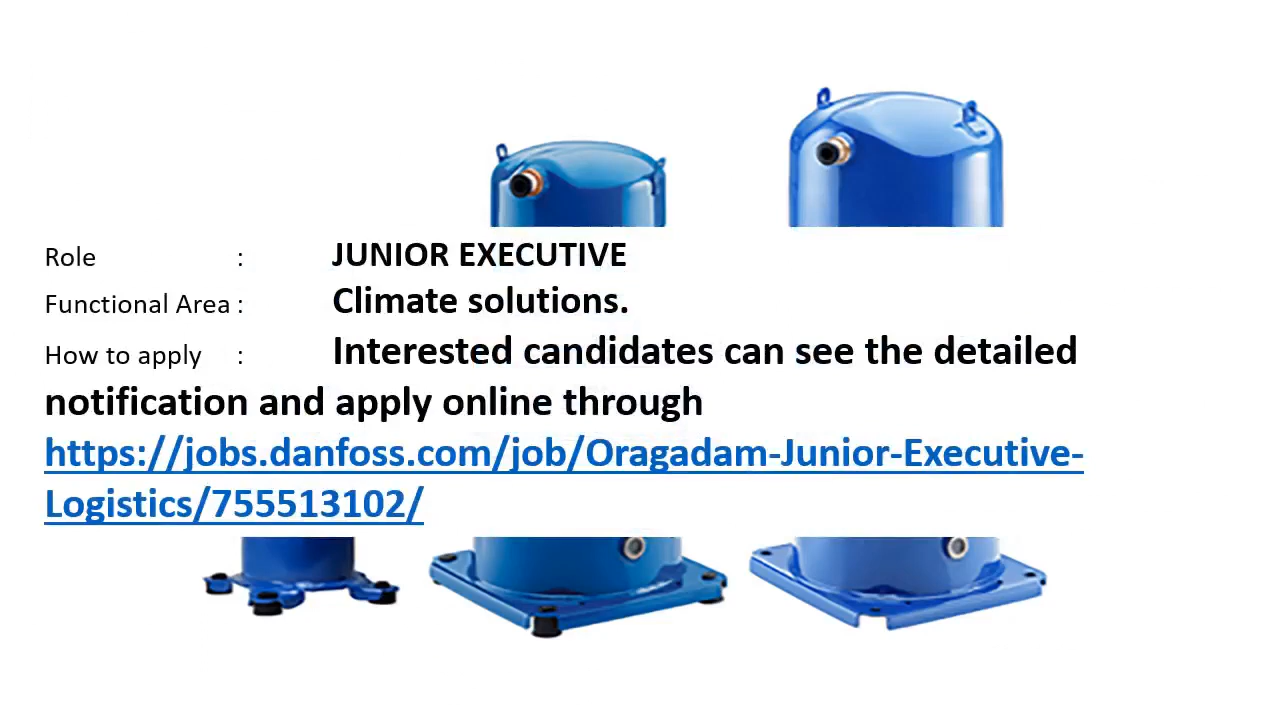 Role : JUNIOR EXECUTIVE
Functional Area : Climate solutions.
How to apply : Interested candidates can see the detailed
notification and apply online through
https://jobs.danfoss.com/job/Oragadam-Junior-Executive-
Logistics/755513102/